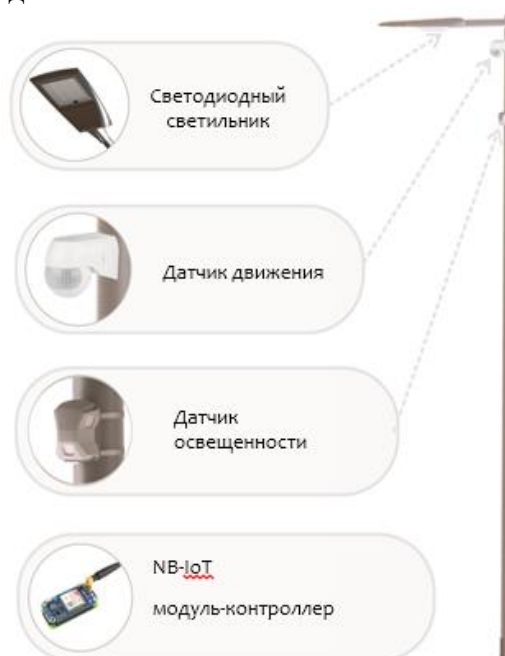 Светодиодный
светильник
Датчик движения
Датчик
освещенности
NB-IoT
модуль-контроллер